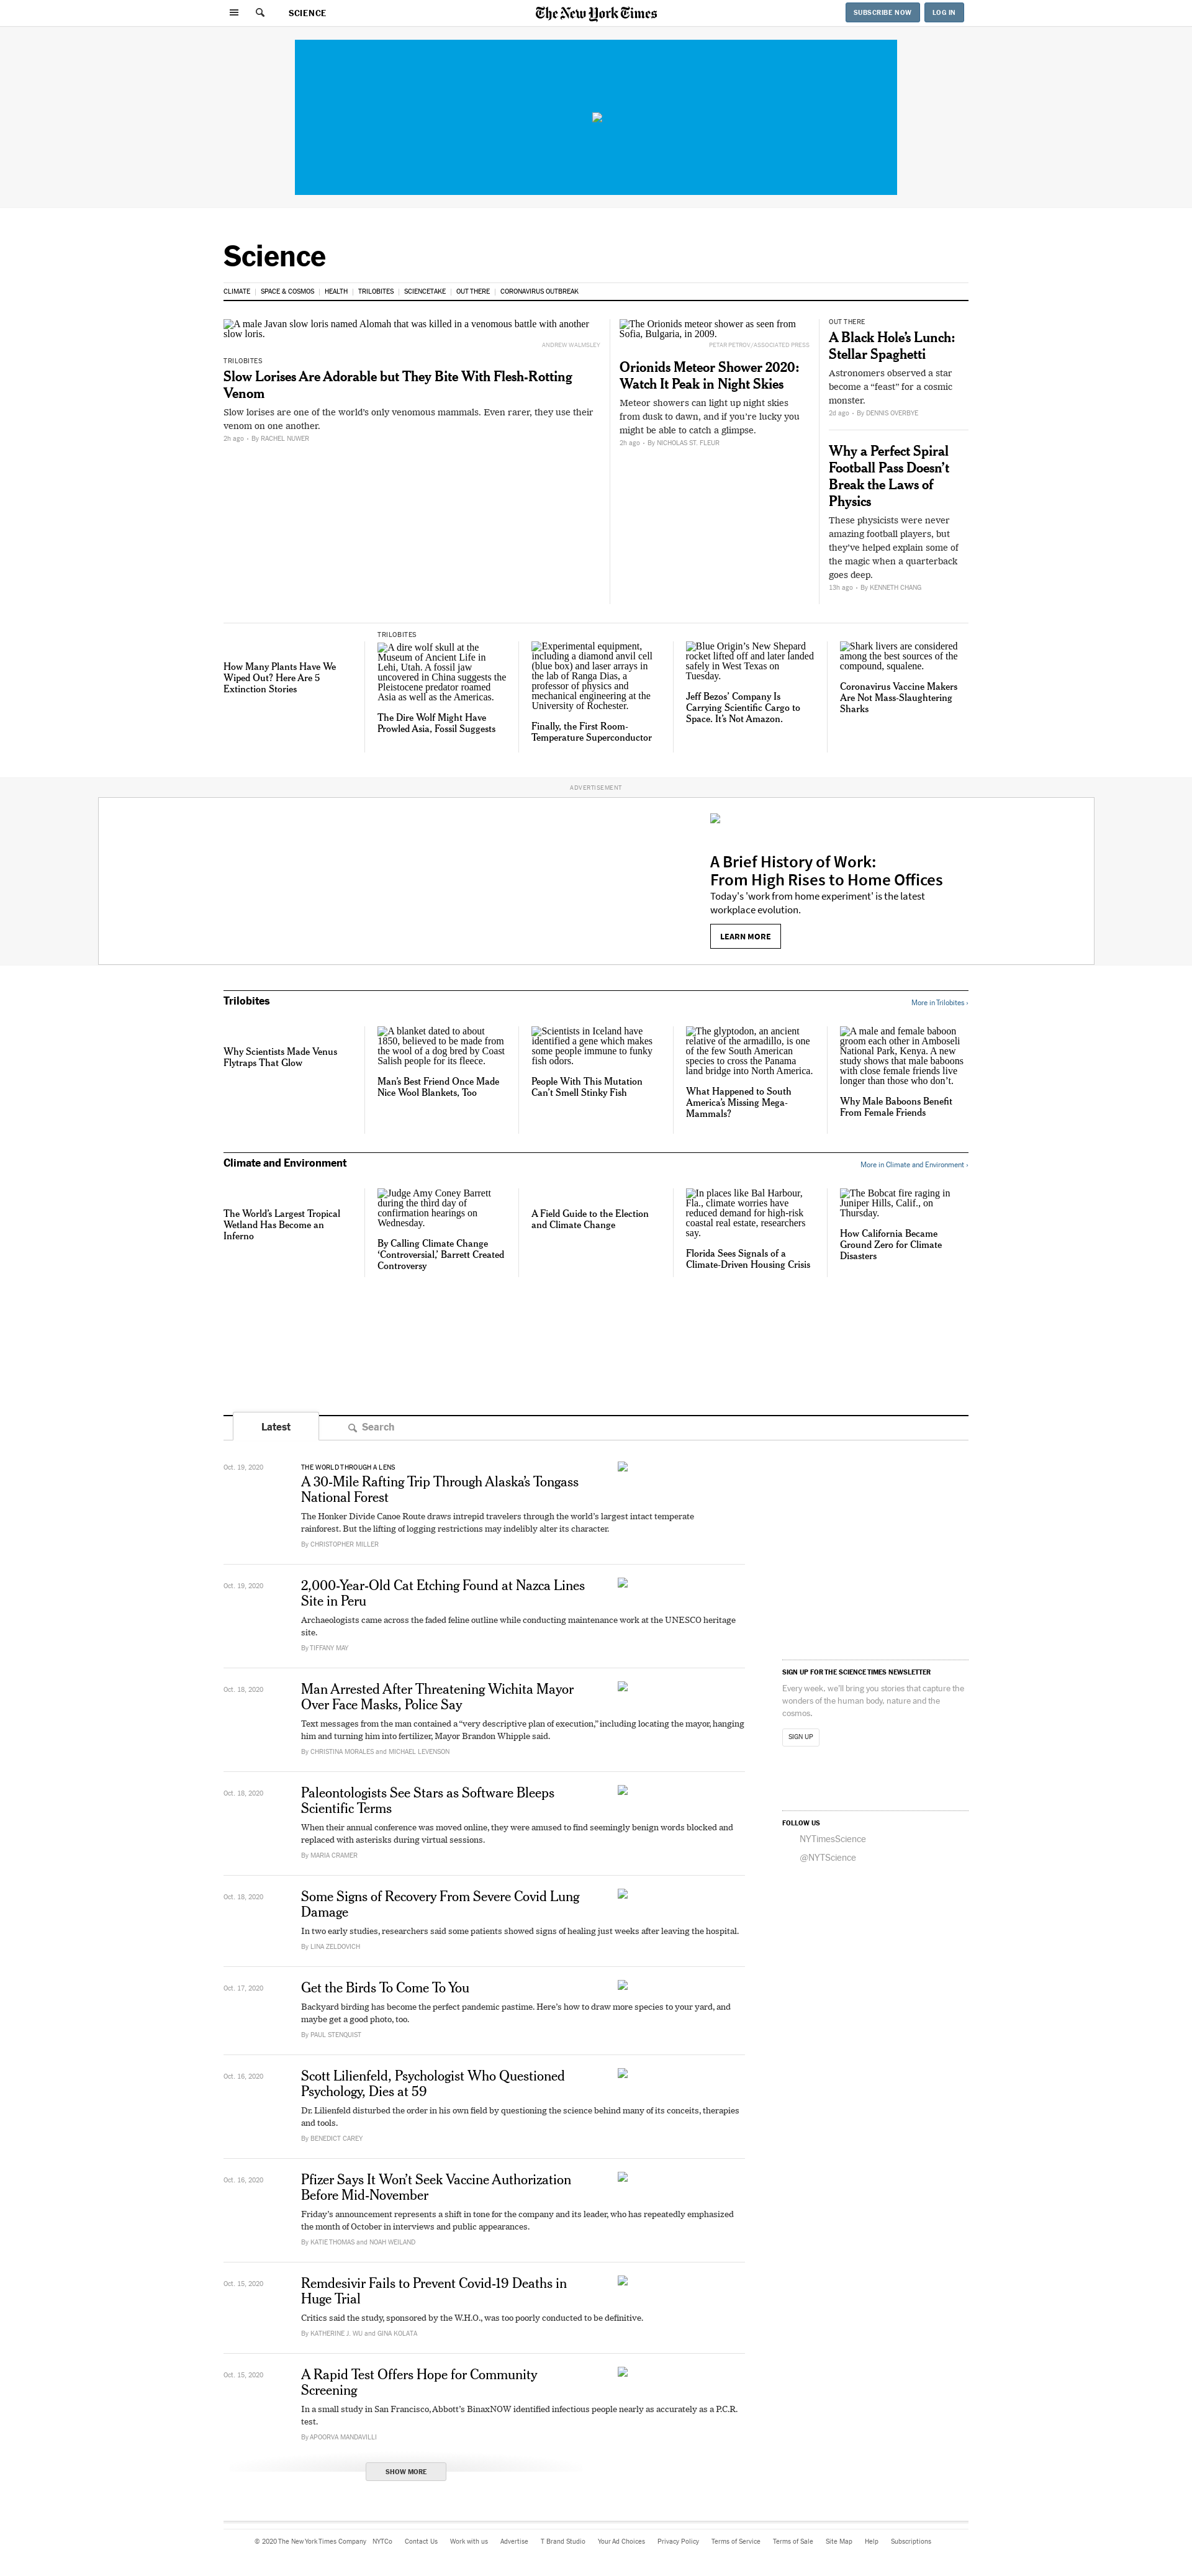 SCIENCE
The New York Times
SUBSCRIBE NOW
LOG IN
Science
CLIMATE | SPACE & COSMOS | HEALTH | TRILOBITES | SCIENCETAKE | OUT THERE | CORONAVIRUS OUTBREAK
A male Javan slow loris named Alomah that was killed in a venomous battle with another
slow loris.
ANDREW WALMSLEY
TRILOBITES
Slow Lorises Are Adorable but They Bite With Flesh-Rotting
Venom
Slow lorises are one of the world's only venomous mammals. Even rarer, they use their
venom on one another.
2h ago • By RACHEL NUWER
The Orionids meteor shower as seen from
Sofia, Bulgaria, in 2009.
PETAR PETROV/ASSOCIATED PRESS
Orionids Meteor Shower 2020:
Watch It Peak in Night Skies
Meteor showers can light up night skies
from dusk to dawn, and if you're lucky you
might be able to catch a glimpse.
2h ago • By NICHOLAS ST. FLEUR
OUT THERE
A Black Hole's Lunch:
Stellar Spaghetti
Astronomers observed a star
become a “feast” for a cosmic
monster.
2d ago • By DENNIS OVERBYE
Why a Perfect Spiral
Football Pass Doesn't
Break the Laws of
Physics
These physicists were never
amazing football players, but
they've helped explain some of
the magic when a quarterback
goes deep.
13h ago • By KENNETH CHANG
How Many Plants Have We
Wiped Out? Here Are 5
Extinction Stories
TRILOBITES
A dire wolf skull at the
Museum of Ancient Life in
Lehi, Utah. A fossil jaw
uncovered in China suggests the
Pleistocene predator roamed
Asia as well as the Americas.
The Dire Wolf Might Have
Prowled Asia, Fossil Suggests
Experimental equipment,
including a diamond anvil cell
(blue box) and laser arrays in
the lab of Ranga Dias, a
professor of physics and
mechanical engineering at the
University of Rochester.
Finally, the First Room-
Temperature Superconductor
Blue Origin's New Shepard
rocket lifted off and later landed
safely in West Texas on
Tuesday.
Jeff Bezos' Company Is
Carrying Scientific Cargo to
Space. It's Not Amazon.
Shark livers are considered
among the best sources of the
compound, squalene.
Coronavirus Vaccine Makers
Are Not Mass-Slaughtering
Sharks
ADVERTISEMENT
A Brief History of Work:
From High Rises to Home Offices
Today's 'work from home experiment' is the latest
workplace evolution.
LEARN MORE
Trilobites
More in Trilobites ›
Why Scientists Made Venus
Flytraps That Glow
A blanket dated to about
1850, believed to be made from
the wool of a dog bred by Coast
Salish people for its fleece.
Man's Best Friend Once Made
Nice Wool Blankets, Too
Scientists in Iceland have
identified a gene which makes
some people immune to funky
fish odors.
People With This Mutation
Can't Smell Stinky Fish
The glyptodon, an ancient
relative of the armadillo, is one
of the few South American
species to cross the Panama
land bridge into North America.
What Happened to South
America's Missing Mega-
Mammals?
A male and female baboon
groom each other in Amboseli
National Park, Kenya. A new
study shows that male baboons
with close female friends live
longer than those who don't.
Why Male Baboons Benefit
From Female Friends
Climate and Environment
More in Climate and Environment ›
The World's Largest Tropical
Wetland Has Become an
Inferno
Judge Amy Coney Barrett
during the third day of
confirmation hearings on
Wednesday.
By Calling Climate Change
‘Controversial,’ Barrett Created
Controversy
A Field Guide to the Election
and Climate Change
In places like Bal Harbour,
Fla., climate worries have
reduced demand for high-risk
coastal real estate, researchers
say.
Florida Sees Signals of a
Climate-Driven Housing Crisis
The Bobcat fire raging in
Juniper Hills, Calif., on
Thursday.
How California Became
Ground Zero for Climate
Disasters
Latest
Search
Oct. 19, 2020
THE WORLD THROUGH A LENS
A 30-Mile Rafting Trip Through Alaska's Tongass
National Forest
The Honker Divide Canoe Route draws intrepid travelers through the world's largest intact temperate
rainforest. But the lifting of logging restrictions may indelibly alter its character.
By CHRISTOPHER MILLER
Oct. 19, 2020
2,000-Year-Old Cat Etching Found at Nazca Lines
Site in Peru
Archaeologists came across the faded feline outline while conducting maintenance work at the UNESCO heritage
site.
By TIFFANY MAY
Oct. 18, 2020
Man Arrested After Threatening Wichita Mayor
Over Face Masks, Police Say
Text messages from the man contained a “very descriptive plan of execution,” including locating the mayor, hanging
him and turning him into fertilizer, Mayor Brandon Whipple said.
By CHRISTINA MORALES and MICHAEL LEVENSON
Oct. 18, 2020
Paleontologists See Stars as Software Bleeps
Scientific Terms
When their annual conference was moved online, they were amused to find seemingly benign words blocked and
replaced with asterisks during virtual sessions.
By MARIA CRAMER
Oct. 18, 2020
Some Signs of Recovery From Severe Covid Lung
Damage
In two early studies, researchers said some patients showed signs of healing just weeks after leaving the hospital.
By LINA ZELDOVICH
Oct. 17, 2020
Get the Birds To Come To You
Backyard birding has become the perfect pandemic pastime. Here's how to draw more species to your yard, and
maybe get a good photo, too.
By PAUL STENQUIST
Oct. 16, 2020
Scott Lilienfeld, Psychologist Who Questioned
Psychology, Dies at 59
Dr. Lilienfeld disturbed the order in his own field by questioning the science behind many of its conceits, therapies
and tools.
By BENEDICT CAREY
Oct. 16, 2020
Pfizer Says It Won't Seek Vaccine Authorization
Before Mid-November
Friday's announcement represents a shift in tone for the company and its leader, who has repeatedly emphasized
the month of October in interviews and public appearances.
By KATIE THOMAS and NOAH WEILAND
Oct. 15, 2020
Remdesivir Fails to Prevent Covid-19 Deaths in
Huge Trial
Critics said the study, sponsored by the W.H.O., was too poorly conducted to be definitive.
By KATHERINE J. WU and GINA KOLATA
Oct. 15, 2020
A Rapid Test Offers Hope for Community
Screening
In a small study in San Francisco, Abbott's BinaxNOW identified infectious people nearly as accurately as a P.C.R.
test.
By APOORVA MANDAVILLI
SHOW MORE
SIGN UP FOR THE SCIENCE TIMES NEWSLETTER
Every week, we'll bring you stories that capture the
wonders of the human body, nature and the
cosmos.
SIGN UP
FOLLOW US
NYTimesScience
@NYTScience
© 2020 The New York Times Company NYTCo Contact Us Work with us Advertise T Brand Studio Your Ad Choices Privacy Policy Terms of Service Terms of Sale Site Map Help Subscriptions